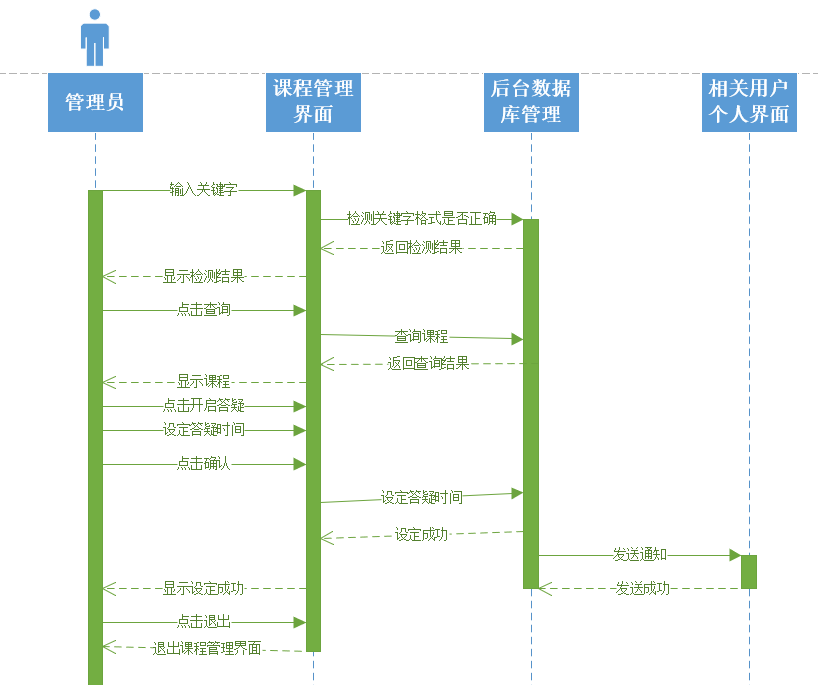 管理员
课程管理
界面
后台数据
库管理
相关用户
个人界面
输入关键字
检测关键字格式是否正确
返回检测结果
显示检测结果
点击查询
查询课程
返回查询结果
显示课程
点击开启答疑
设定答疑时间
点击确认
设定答疑时间
设定成功
发送通知
显示设定成功
发送成功
点击退出
退出课程管理界面